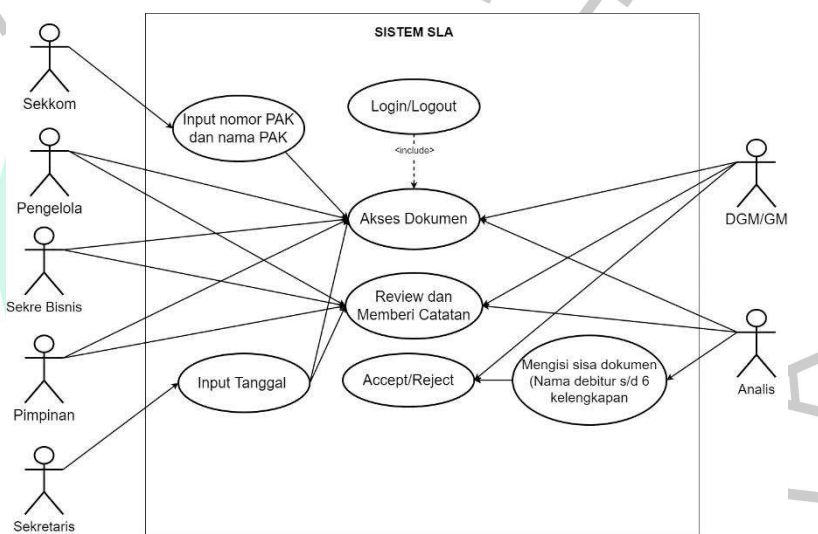 SISTEM SLA
Sekkom
Input nomor PAK
dan nama PAK
Login/Logout
<include>
Pengelola
Akses Dokumen
DGM/GM
Sekre Bisnis
Review dan
Memberi Catatan
Pimpinan
Input Tanggal
Accept/Reject
Mengisi sisa dokumen
(Nama debitur s/d 6
kelengkapan
Analis
Sekretaris